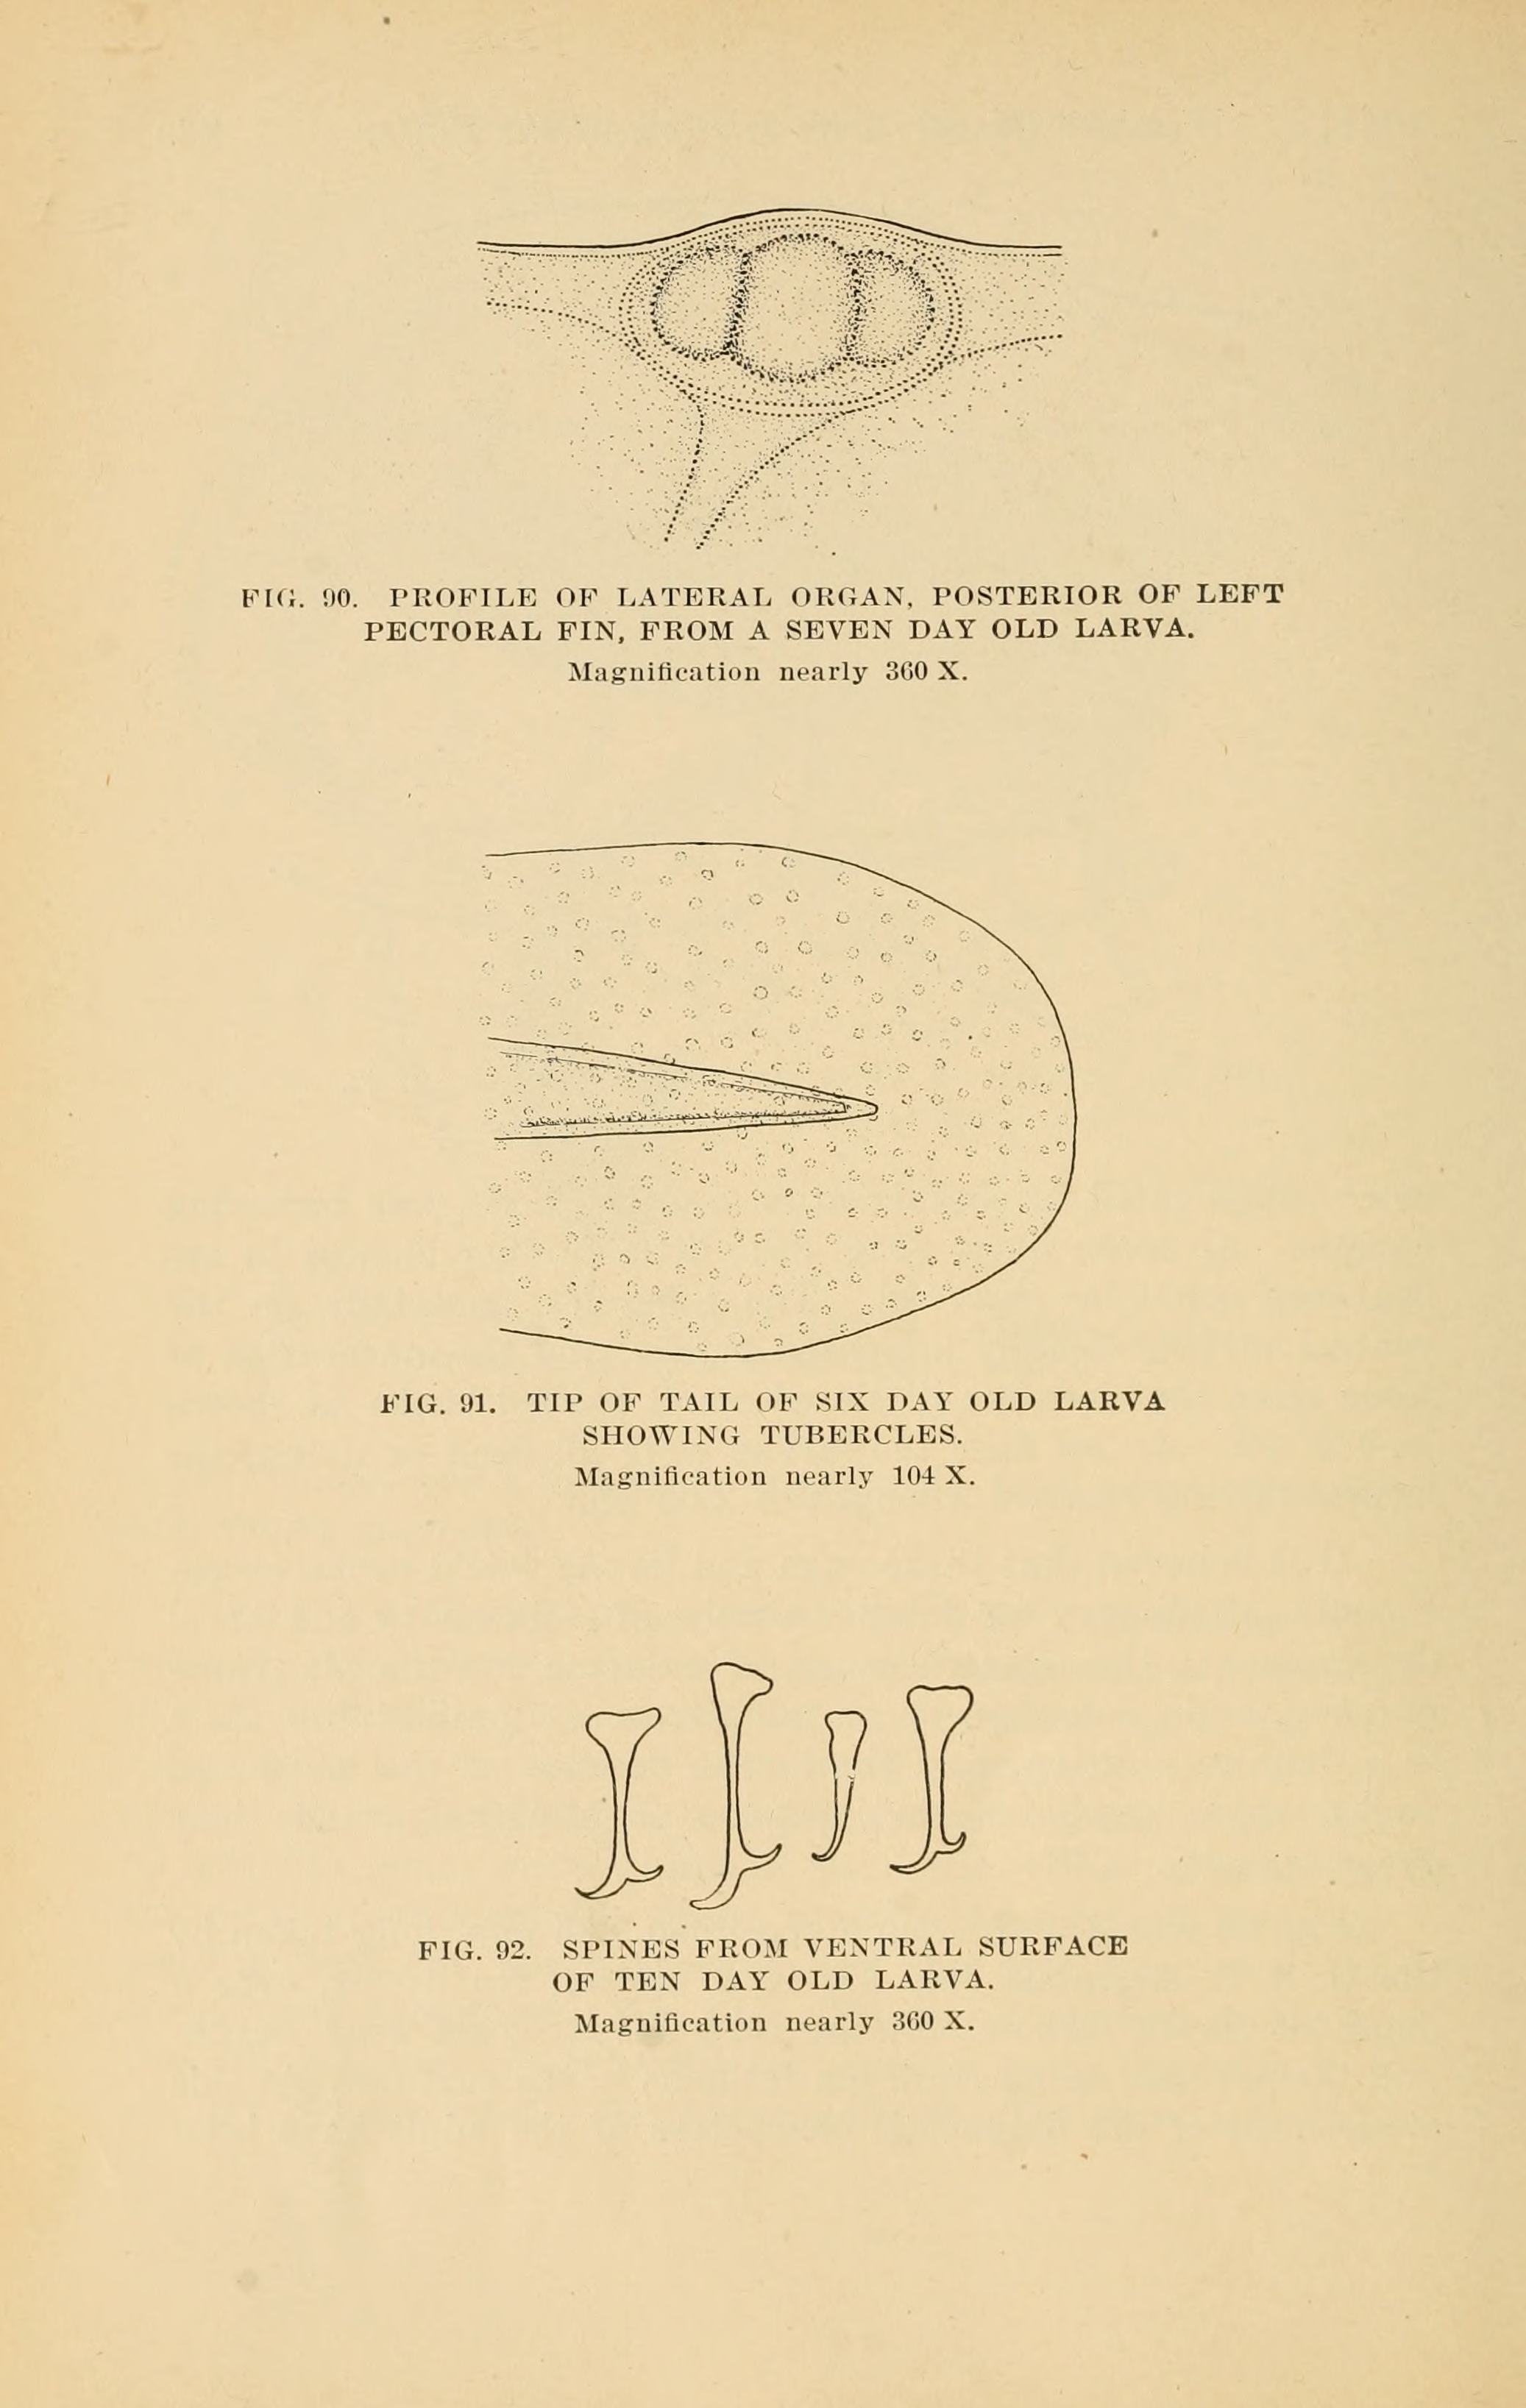 FIG. 90. PROFILE OF LATERAL ORGAN, POSTERIOR OF LEFT
PECTORAL FIN, FROM A SEVEN DAY OLD LARVA.
Magnification nearly 360 X.
FIG. 91. TIP OF TAIL OF SIX DAY OLD LARVA
SHOWING TUBERCLES.
Magnification nearly 104 X.
FIG. 92. SPINES FROM VENTRAL SURFACE
OF TEN DAY OLD LARVA.
Magnification nearly 360 X.